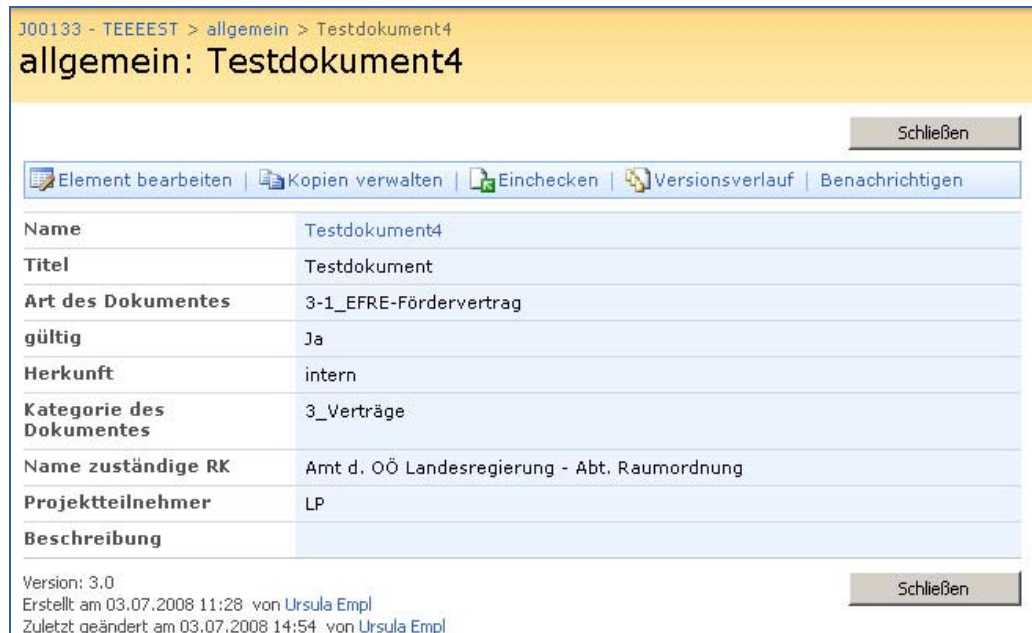 J00133 - TEEEEST > allgemein > Testdokument4
allgemein: Testdokument4
Schließen
Element bearbeiten | Kopien verwalten | Einchecken | Versionsverlauf | Benachrichtigen
Name Testdokument4
Titel Testdokument
Art des Dokumentes 3-1_EFRE-Fördervertrag
gültig Ja
Herkunft intern
Kategorie des 3_Verträge
Dokumentes
Name zuständige RK Amt d. OÖ Landesregierung - Abt. Raumordnung
Projektteilnehmer LP
Beschreibung
Version: 3.0
Schließen
Erstellt am 03.07.2008 11:28 von Ursula Empl
Zuletzt geändert am 03.07.2008 14:54 von Ursula Empl